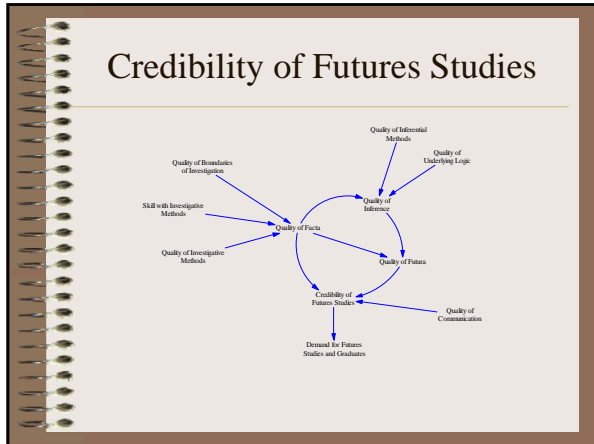 Credibility of Futures Studies
Quality of Inferential
Methods
Quality of
Underlying Logic
Quality of Boundaries
of Investigation
Skill with Investigative
Methods
Quality of
Inference
Quality of Facta
Quality of Investigative
Methods
Quality of Futura
Credibility of
Futures Studies
Quality of
Communication
Demand for Futures
Studies and Graduates